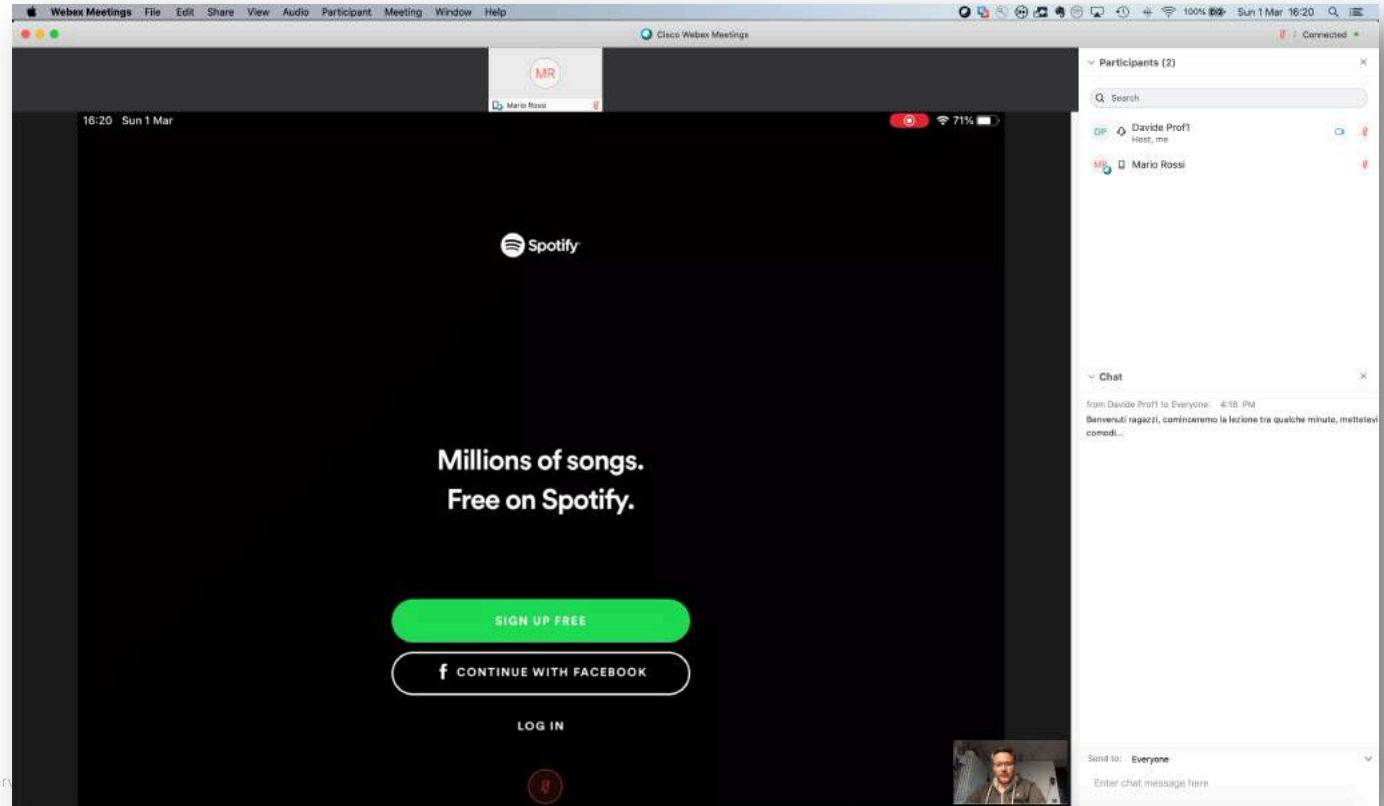 Webex Meetings File Edit Share View Audio Participant Meeting Window Help
100% Sun 1 Mar 16:20
Cisco Webex Meetings
Connected
MR
Mario Rossi
16:20 Sun 1 Mar
71%
Spotify
Millions of songs.
Free on Spotify.
SIGN UP FREE
f CONTINUE WITH FACEBOOK
LOG IN
Participants (2)
Search
DP Davide Prof1
Host, me
MR Mario Rossi
Chat
from Davide Prof1 to Everyone: 4:18 PM
Benvenuti ragazzi, cominceremo la lezione tra qualche minuto, mettetevi
comodi...
Send to: Everyone
Enter chat message here